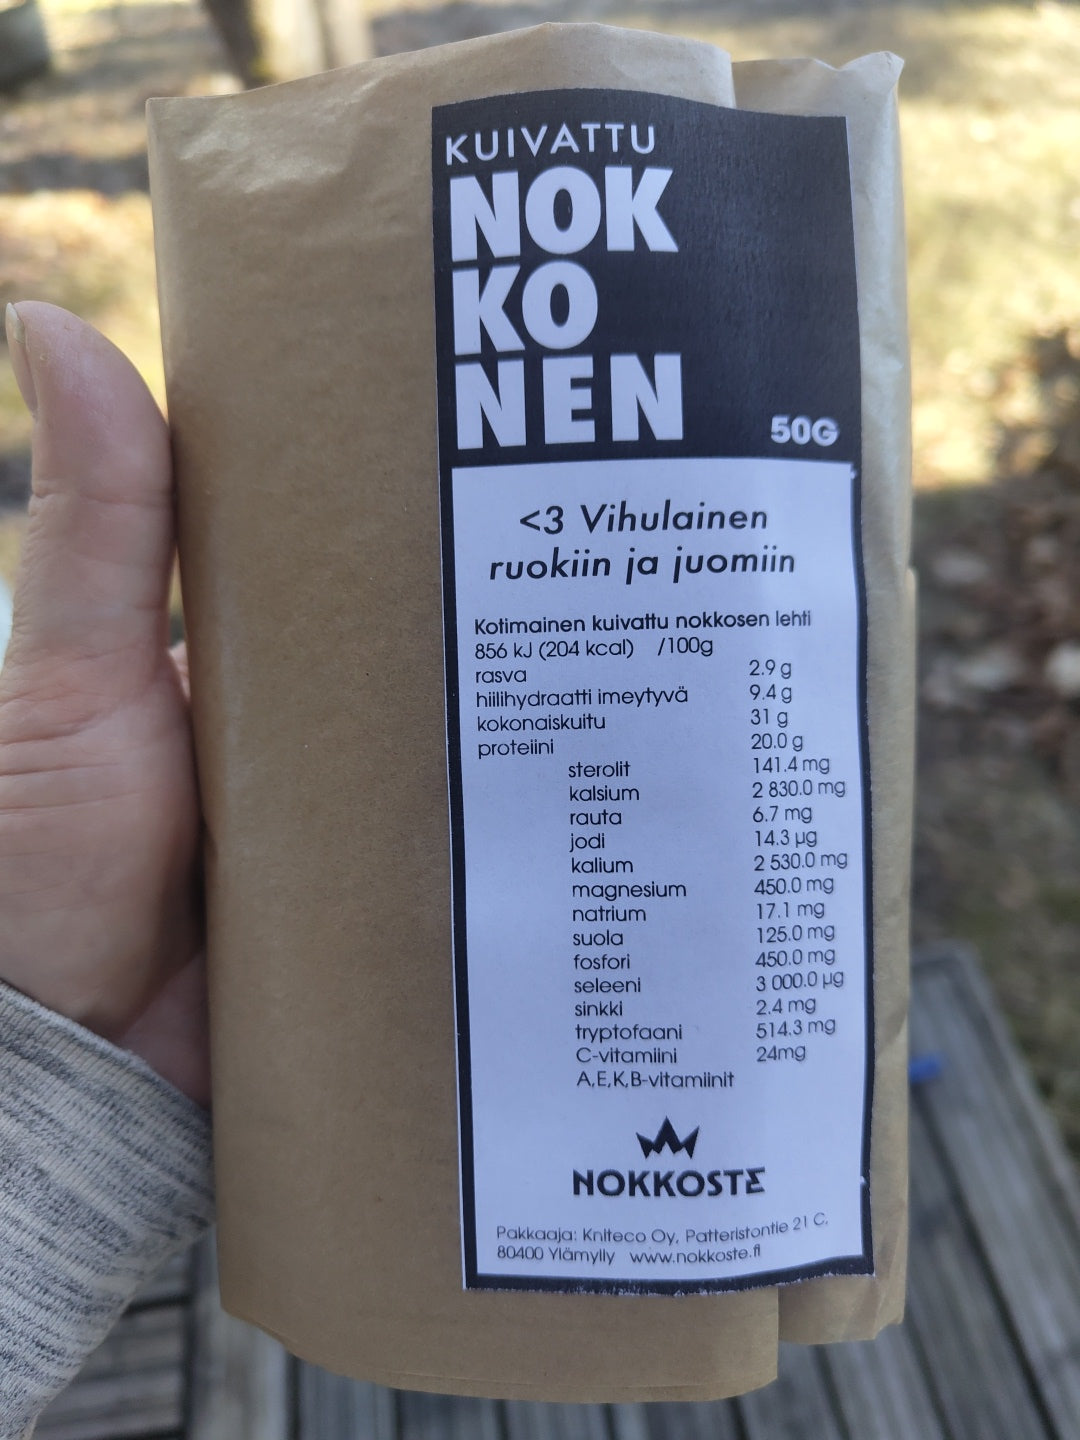 KUIVATTU
NOK
KO
NEN
50G
<3 Vihulainen
ruokiin ja juomiin
Kotimainen kuivattu nokkosen lehti
856 kJ (204 kcal) /100g
rasva 2.9 g
hiilihydraatti imeytyvä 9.4 g
kokonaiskuitu 31 g
proteiini 20.0 g
sterolit 141.4 mg
kalsium 2 830.0 mg
rauta 6.7 mg
jodi 14.3 µg
kalium 2 530.0 mg
magnesium 450.0 mg
natrium 17.1 mg
suola 125.0 mg
fosfori 450.0 mg
seleeni 3 000.0 µg
sinkki 2.4 mg
tryptofaani 514.3 mg
C-vitamiini 24mg
A,E,K,B-vitamiinit
NOKKOSTE
Pakkaaja: Kniteco Oy, Patteristontie 21 C,
80400 Ylämylly www.nokkoste.fi